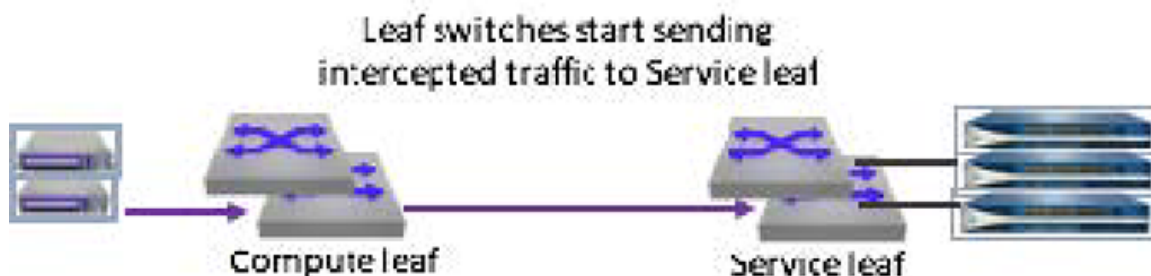 Leaf switches start sending
intercepted traffic to Service leaf
Compute leaf
Service leaf